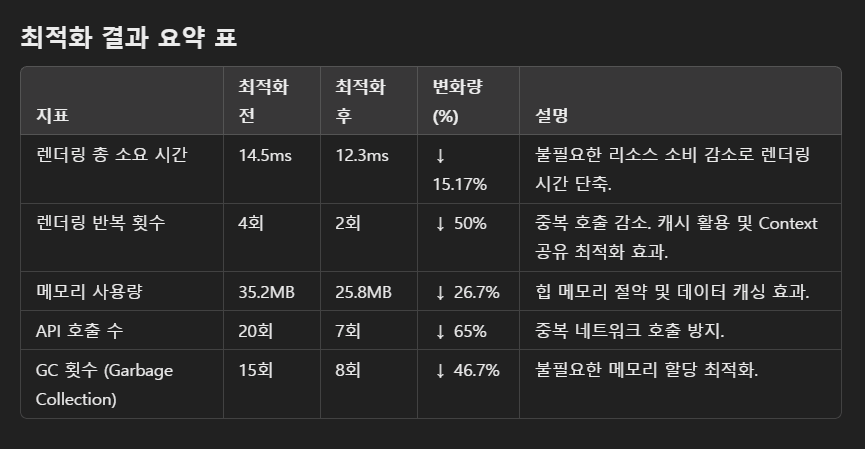 최적화 결과 요약 표
지표
최적화
전
최적화
후
변화량
(%)
설명
렌더링 총 소요 시간
14.5ms
12.3ms
↓
15.17%
불필요한 리소스 소비 감소로 렌더링
시간 단축.
렌더링 반복 횟수
4회
2회
↓ 50%
중복 호출 감소. 캐시 활용 및 Context
공유 최적화 효과.
메모리 사용량
35.2MB
25.8MB
↓ 26.7%
힙 메모리 절약 및 데이터 캐싱 효과.
API 호출 수
20회
7회
↓ 65%
중복 네트워크 호출 방지.
GC 횟수 (Garbage
Collection)
15회
8회
↓ 46.7%
불필요한 메모리 할당 최적화.